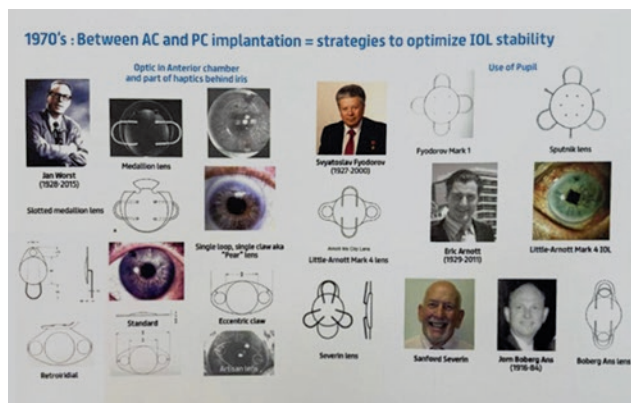 1970's : Between AC and PC implantation = strategies to optimize IOL stability
Optic in Anterior chamber
and part of haptics behind iris
Use of Pupil
Jan Worst
(1928-2015)
Medallion lens
Slotted medallion lens
Single loop, single claw aka
"Pear" lens
Standard
Eccentric claw
Retroiridial
Artisan lens
Svyatoslav Fyodorov
(1927-2000)
Fyodorov Mark 1
Sputnik lens
Little-Arnott Mark 4 lens
Eric Arnott
(1929-2011)
Little-Arnott Mark 4 IOL
Severin lens
Sanford Severin
Jorn Boberg Ans
(1916-84)
Boberg Ans lens